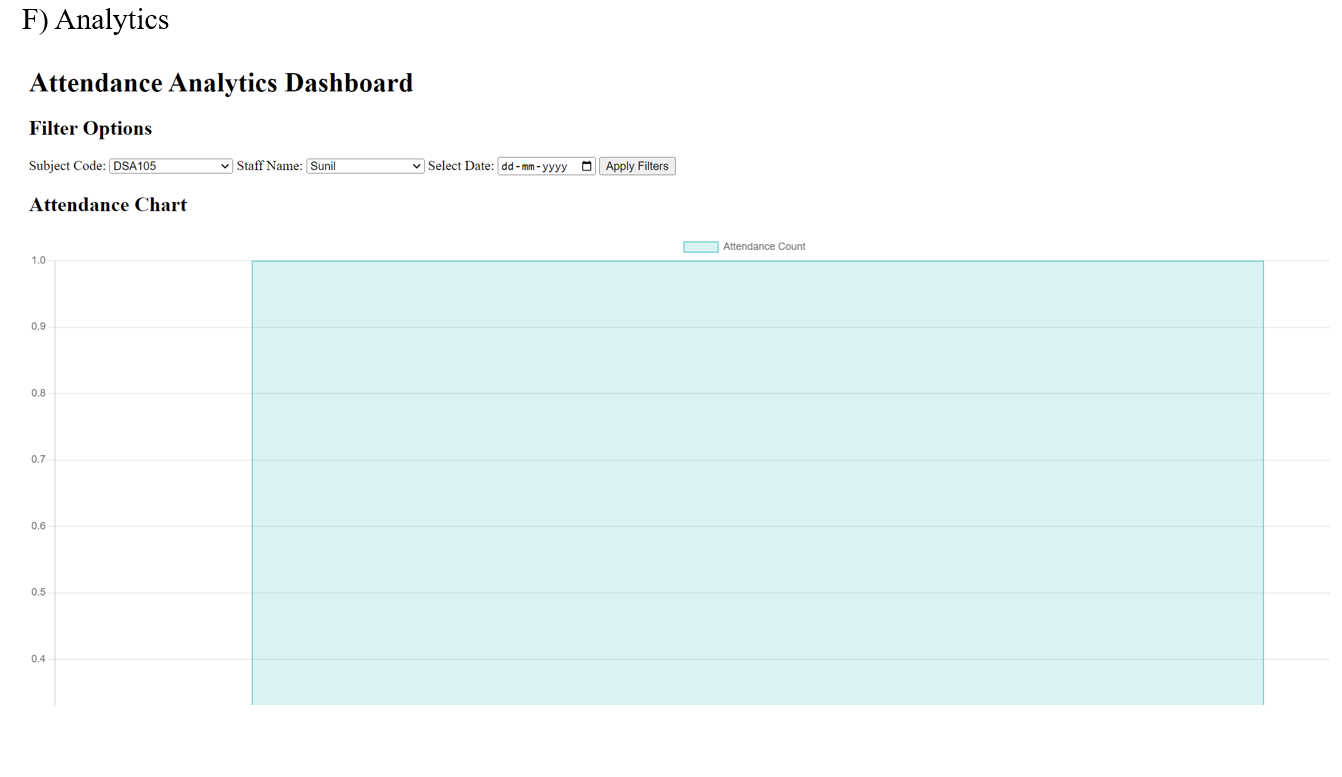 F) Analytics
Attendance Analytics Dashboard
Filter Options
Subject Code: DSA105 Staff Name: Sunil Select Date: dd-mm-yyyy Apply Filters
Attendance Chart
Attendance Count
1.0
0.9
0.8
0.7
0.6
0.5
0.4